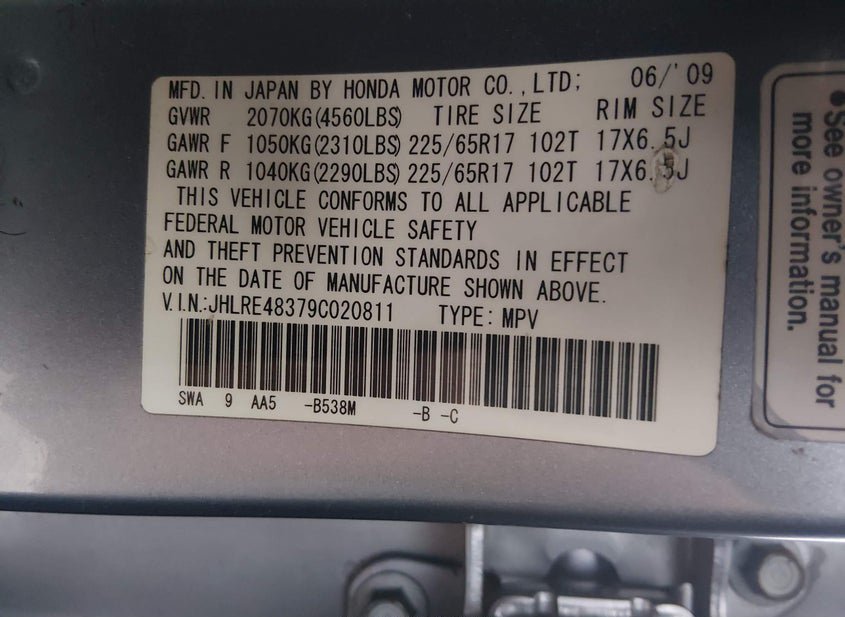 MFD. IN JAPAN BY HONDA MOTOR CO., LTD; 06/'09
GVWR 2070KG(4560LBS) TIRE SIZE RIM SIZE
GAWR F 1050KG(2310LBS) 225/65R17 102T 17X6.5J
GAWR R 1040KG(2290LBS) 225/65R17 102T 17X6.5J
THIS VEHICLE CONFORMS TO ALL APPLICABLE
FEDERAL MOTOR VEHICLE SAFETY
AND THEFT PREVENTION STANDARDS IN EFFECT
ON THE DATE OF MANUFACTURE SHOWN ABOVE.
V.I.N.:JHLRE48379C020811 TYPE: MPV
SWA 9 AA5 -B538M -B -C
• See owner's manual for
more information.